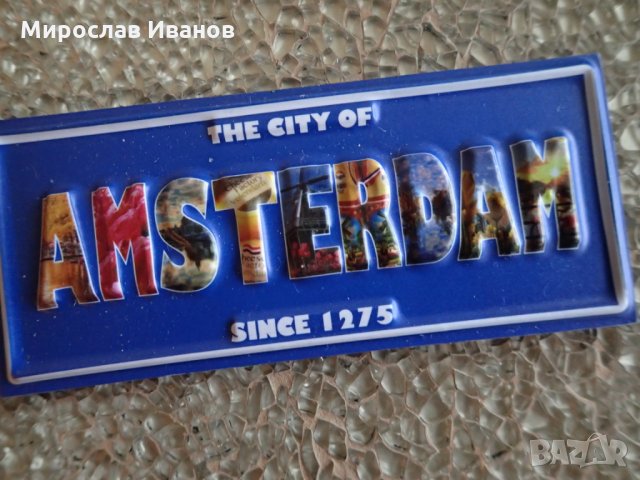 Мирослав Иванов
THE CITY OF
AMSTERDAM
SINCE 1275
BAZAR